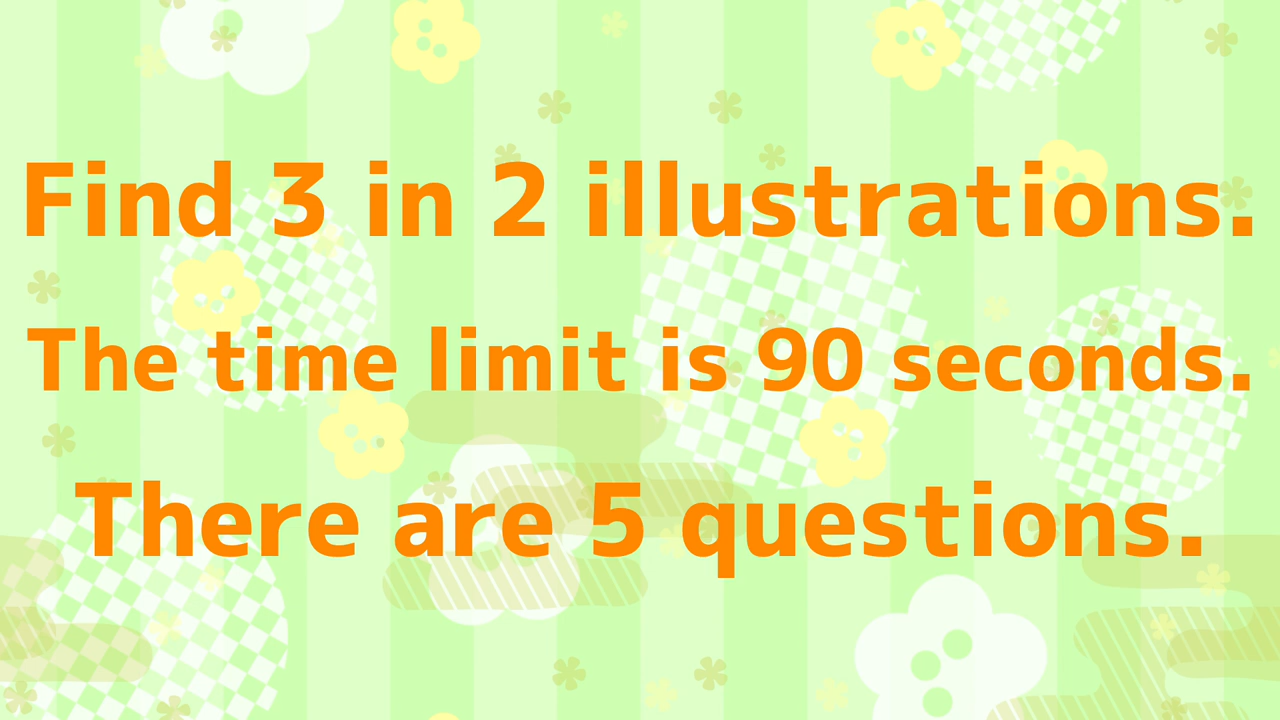 Find 3 in 2 illustrations.
The time limit is 90 seconds.
There are 5 questions.